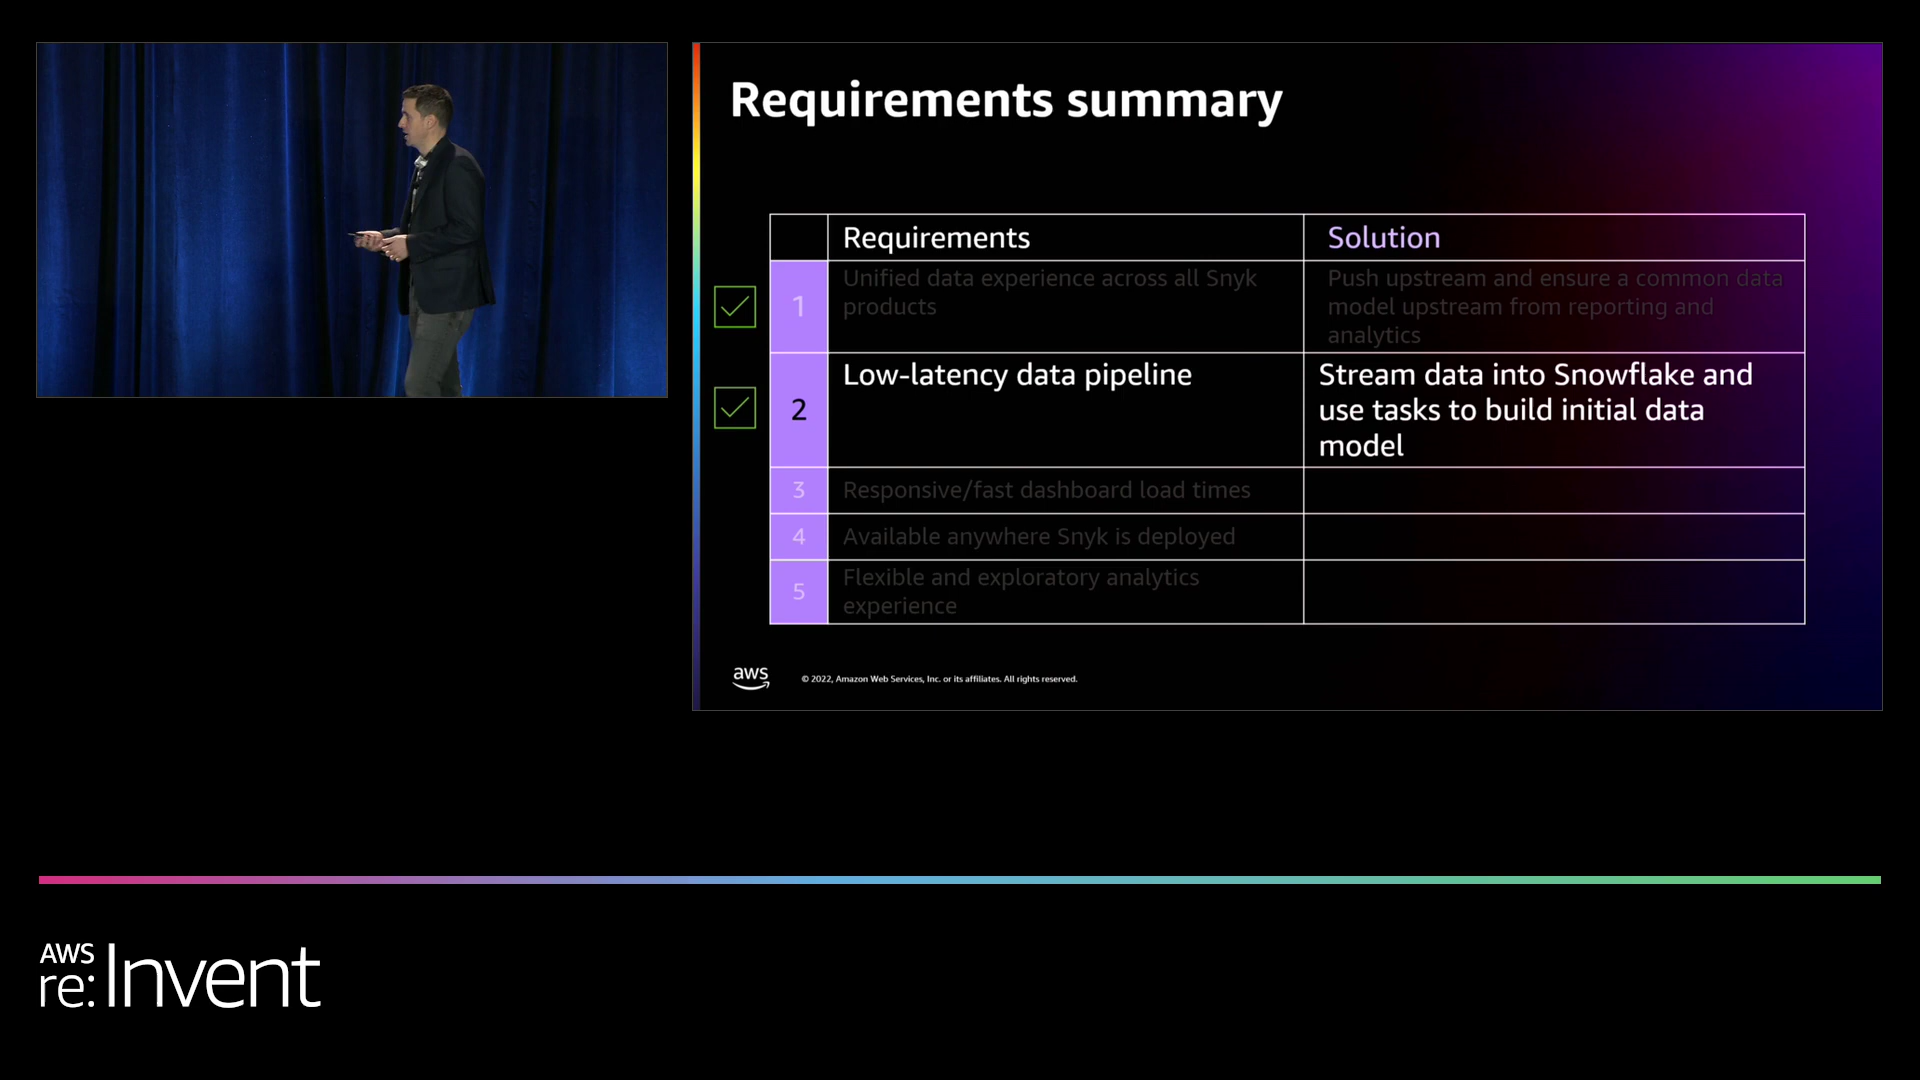 Requirements summary
Requirements
Solution
1
Unified data experience across all Snyk
products
Push upstream and ensure a common data
model upstream from reporting and
analytics
2
Low-latency data pipeline
Stream data into Snowflake and
use tasks to build initial data
model
3
Responsive/fast dashboard load times
4
Available anywhere Snyk is deployed
5
Flexible and exploratory analytics
experience
aws
© 2022, Amazon Web Services, Inc. or its affiliates. All rights reserved.
AWS
re:Invent